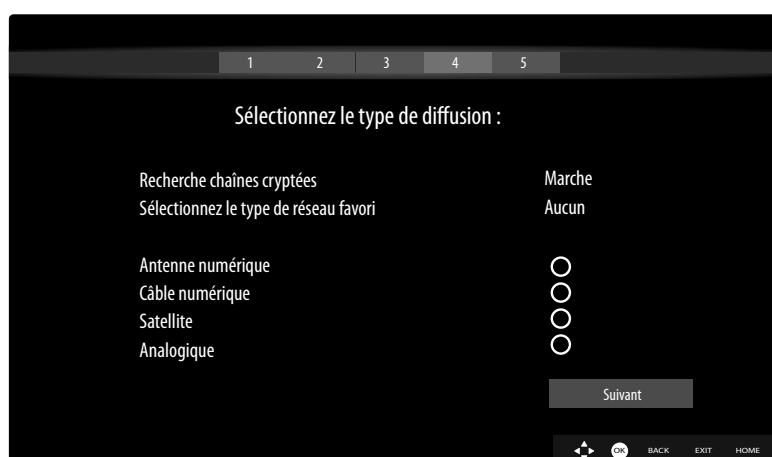 1 2 3 4 5
Sélectionnez le type de diffusion :
Recherche chaînes cryptées Marche
Sélectionnez le type de réseau favori Aucun
Antenne numérique
Câble numérique
Satellite
Analogique
Suivant
OK BACK EXIT HOME